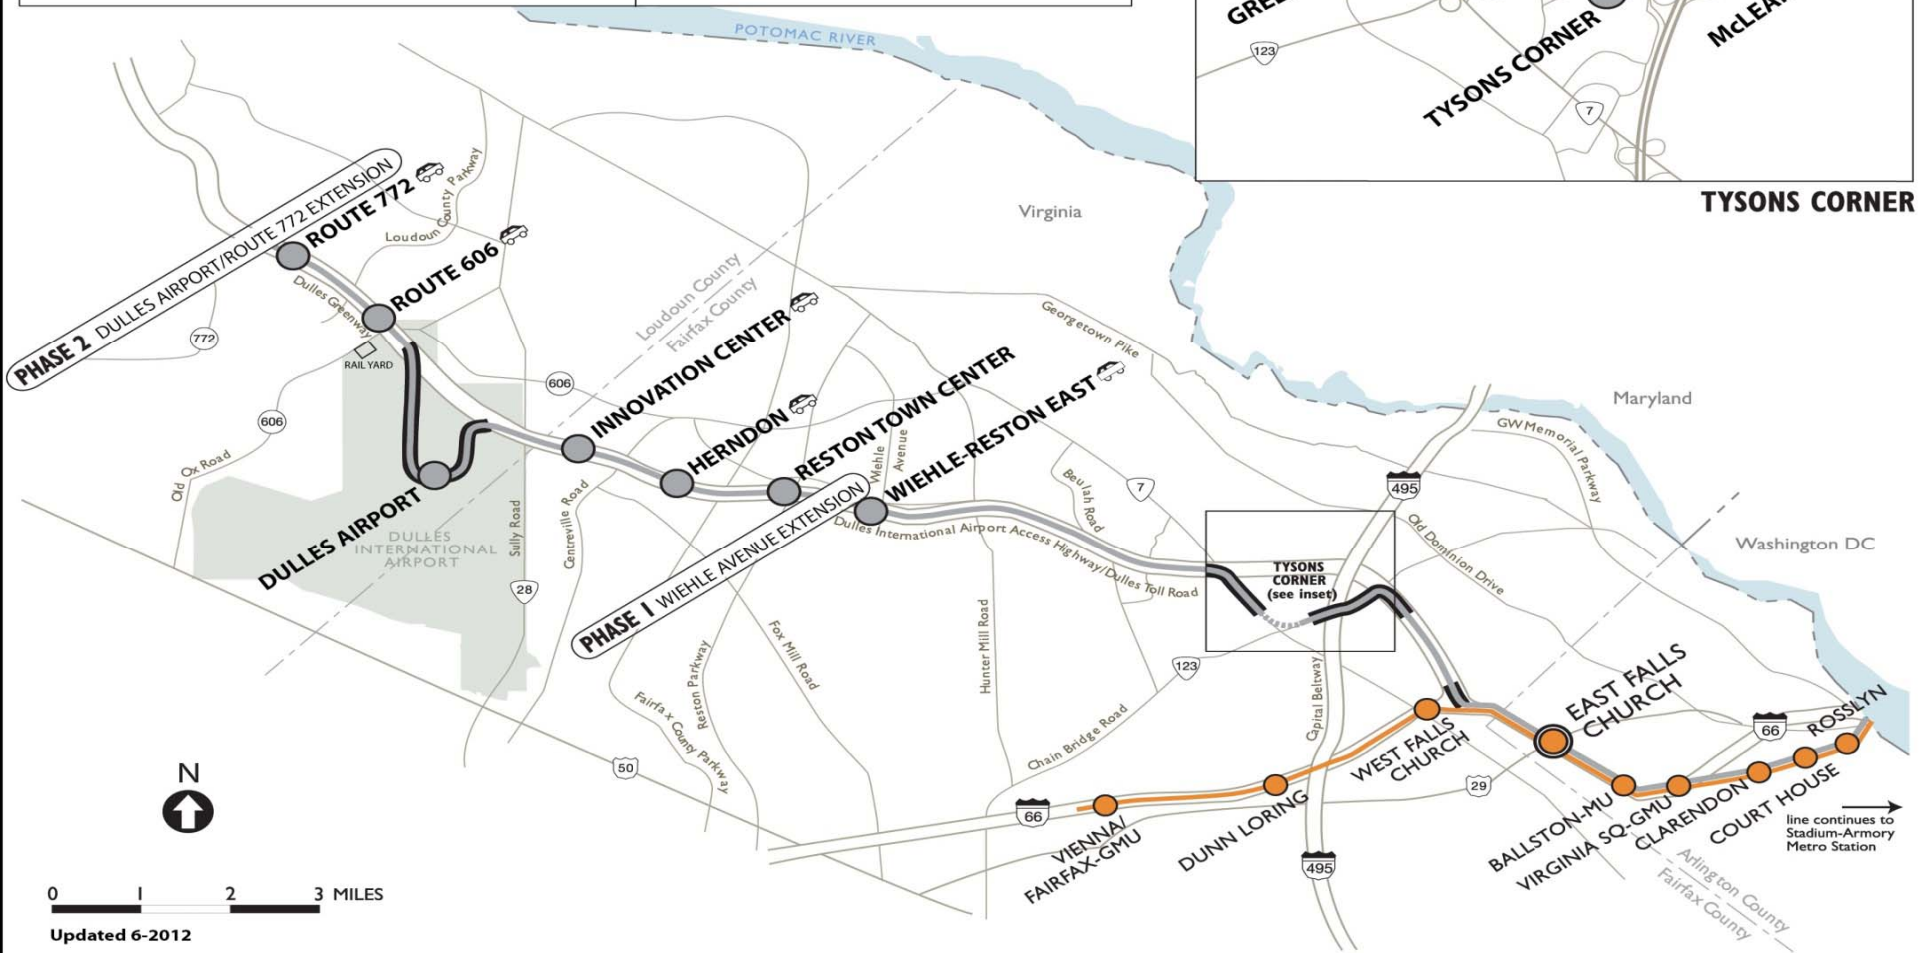 POTOMAC RIVER
123
TYSONS CORNER
7
TYSONS CORNER
Virginia
Maryland
Washington DC
PHASE 2 DULLES AIRPORT/ROUTE 772 EXTENSION
ROUTE 772
Loudoun County Parkway
ROUTE 606
Dulles Greenway
772
RAIL YARD
606
606
Old Ox Road
Loudoun County
Fairfax County
INNOVATION CENTER
HERNDON
RESTON TOWN CENTER
Wiehle
Avenue
WIEHLE-RESTON EAST
Georgetown Pike
DULLES AIRPORT
DULLES
INTERNATIONAL
AIRPORT
Sully Road
28
Centreville Road
PHASE 1 WIEHLE AVENUE EXTENSION
Dulles International Airport Access Highway/Dulles Toll Road
Beulah Road
7
495
GW Memorial Parkway
Old Dominion Drive
TYSONS
CORNER
(see inset)
Fox Mill Road
Reston Parkway
Fairfax County Parkway
Hunter Mill Road
123
Chain Bridge Road
Capital Beltway
50
66
VIENNA/
FAIRFAX-GMU
DUNN LORING
495
WEST FALLS
CHURCH
29
EAST FALLS
CHURCH
66
ROSSLYN
BALLSTON-MU
VIRGINIA SQ-GMU
CLARENDON
COURT HOUSE
line continues to
Stadium-Armory
Metro Station
Arlington County
Fairfax County
N
0 1 2 3 MILES
Updated 6-2012